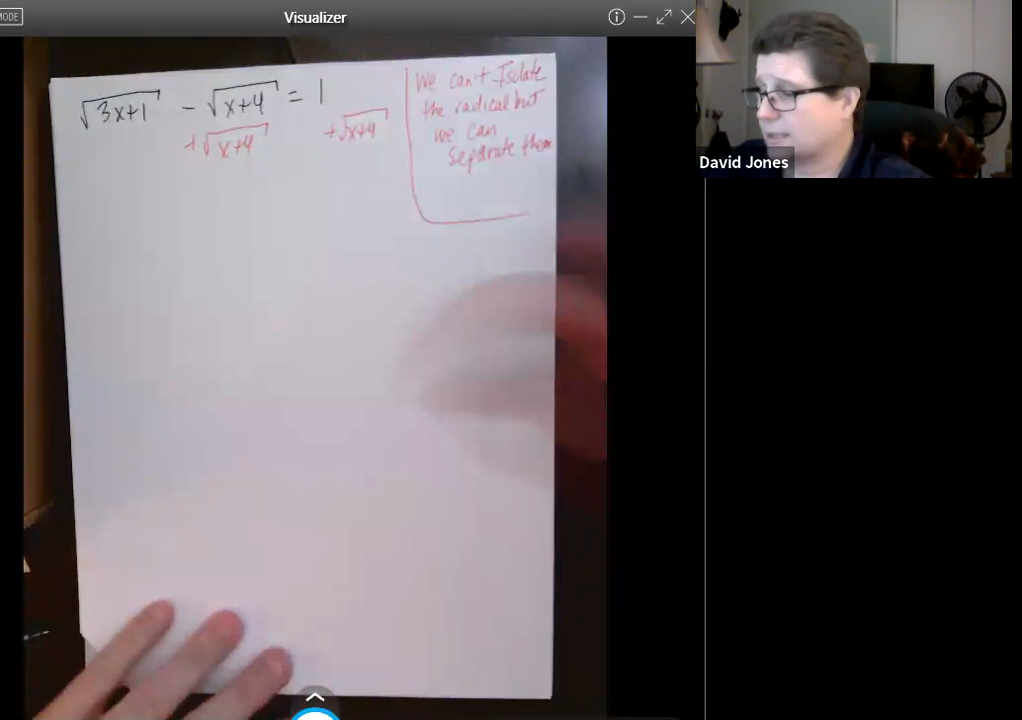 MODE
Visualizer
√3x+1 - √x+4 = 1
+√x+4 +√x+4
We can't Isolate
the radical but
we can
separate them
David Jones